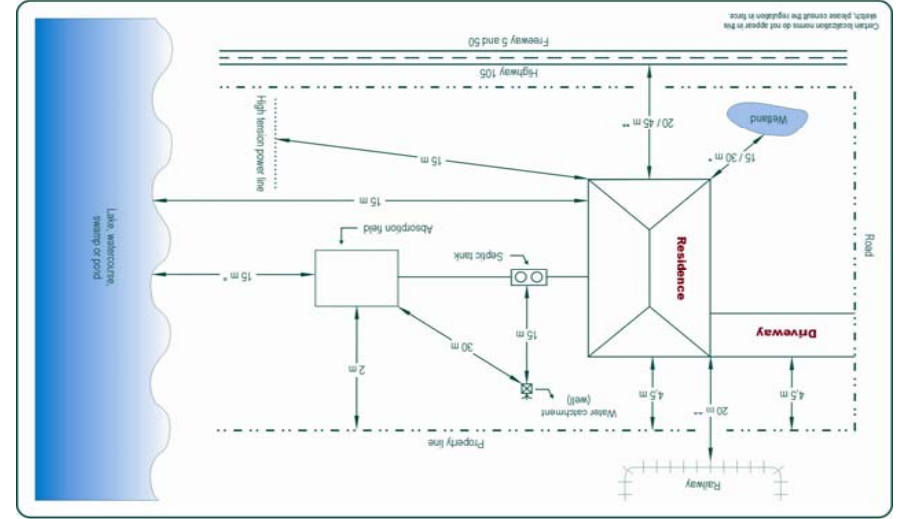 Railway
Property line
4,5 m
20 m **
4,5 m
Water catchment
(well)
2 m
30 m
15 m
Driveway
Residence
Road
Septic tank
Absorption field
15 m *
Lake, watercourse,
swamp or pond
15 m
15 m
High tension power line
15 / 30 m *
Wetland
20 / 45 m **
Highway 105
Freeway 5 and 50
Certain localization norms do not appear in this
sketch, please consult the regulation in force.